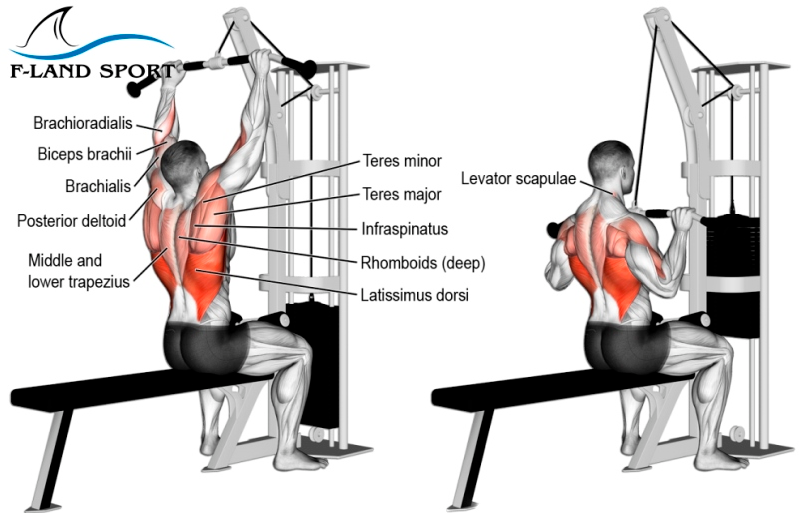 F-LAND SPORT
Brachioradialis
Biceps brachii
Brachialis
Posterior deltoid
Middle and
lower trapezius
Teres minor
Teres major
Infraspinatus
Rhomboids (deep)
Latissimus dorsi
Levator scapulae